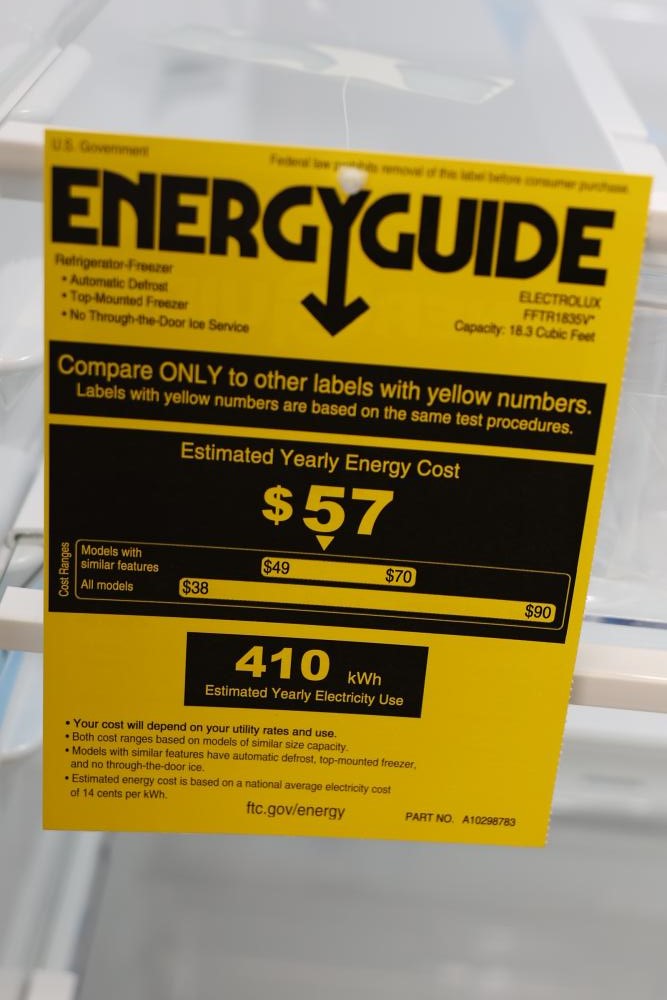 U.S. Government
Federal law prohibits removal of this label before consumer purchase.
ENERGYGUIDE
Refrigerator-Freezer
• Automatic Defrost
• Top-Mounted Freezer
• No Through-the-Door Ice Service
ELECTROLUX
FFTR1835V*
Capacity: 18.3 Cubic Feet
Compare ONLY to other labels with yellow numbers.
Labels with yellow numbers are based on the same test procedures.
Estimated Yearly Energy Cost
$57
Cost Ranges
Models with
similar features
$49
$70
All models
$38
$90
410 kWh
Estimated Yearly Electricity Use
• Your cost will depend on your utility rates and use.
• Both cost ranges based on models of similar size capacity.
• Models with similar features have automatic defrost, top-mounted freezer,
and no through-the-door ice.
• Estimated energy cost is based on a national average electricity cost
of 14 cents per kWh.
ftc.gov/energy
PART NO. A10298783